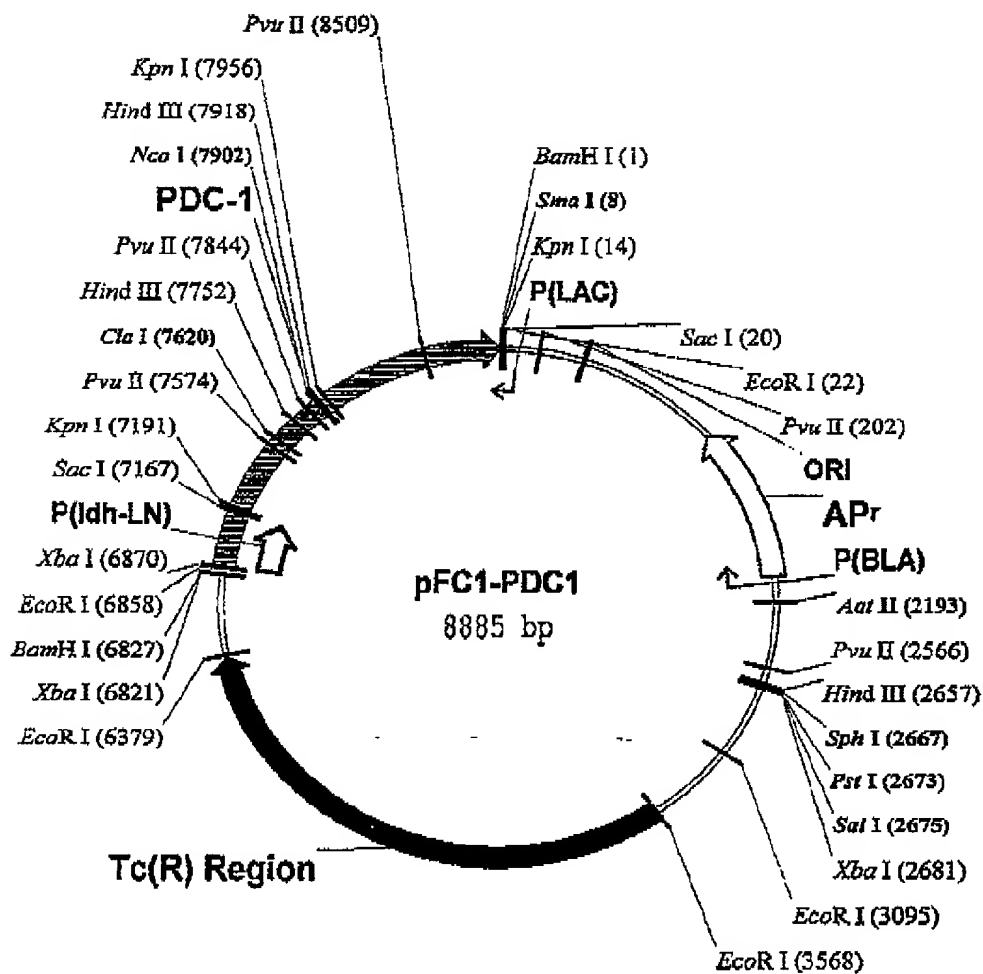 Pvu II (8509)
Kpn I (7956)
Hind III (7918)
Nco I (7902)
PDC-1
Pvu II (7844)
Hind III (7752)
Cla I (7620)
Pvu II (7574)
Kpn I (7191)
Sac I (7167)
P(ldh-LN)
Xba I (6870)
EcoR I (6858)
BamH I (6827)
Xba I (6821)
EcoR I (6379)
BamH I (1)
Sma I (8)
Kpn I (14)
P(LAC)
Sac I (20)
EcoR I (22)
Pvu II (202)
ORI
APr
P(BLA)
Aat II (2193)
Pvu II (2566)
Hind III (2657)
Sph I (2667)
Pst I (2673)
Sal I (2675)
Xba I (2681)
EcoR I (3095)
EcoR I (3568)
pFC1-PDC1
8885 bp
Tc(R) Region